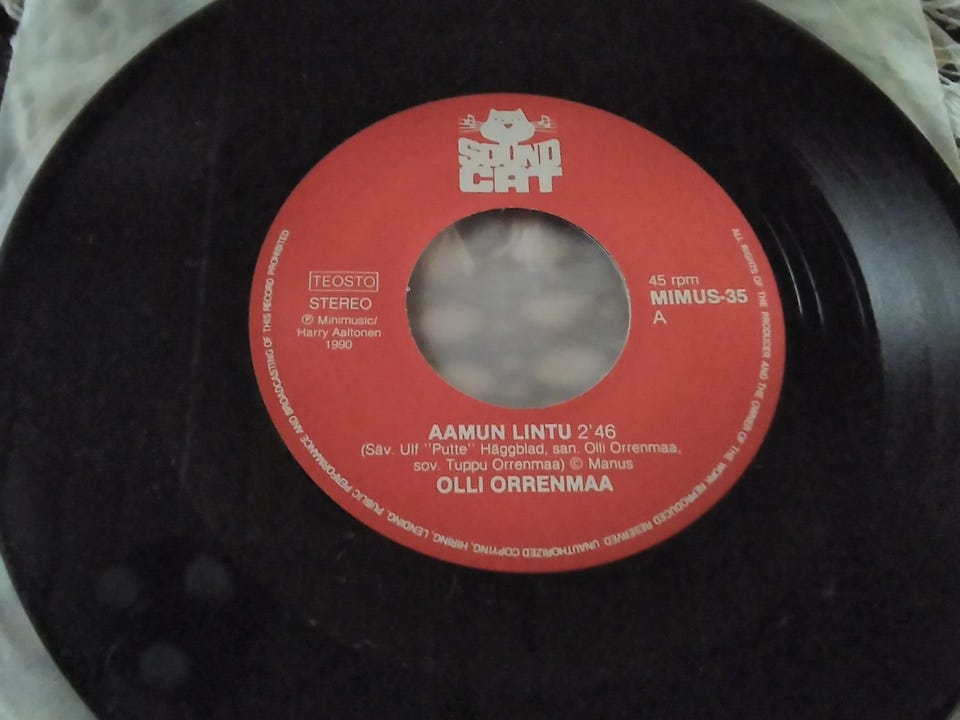 SOUND
CAT
TEOSTO
STEREO
℗ Minimusic/
Harry Aaltonen
1990
45 rpm
MIMUS-35
A
AAMUN LINTU 2'46
(Säv. Ulf "Putte" Häggblad, san. Olli Orrenmaa,
sov. Tuppu Orrenmaa) © Manus
OLLI ORRENMAA
ALL RIGHTS OF THE PRODUCER AND THE OWNER OF THE WORK REPRODUCED RESERVED. UNAUTHORIZED COPYING, HIRING, LENDING, PUBLIC PERFORMANCE AND BROADCASTING OF THIS RECORD PROHIBITED